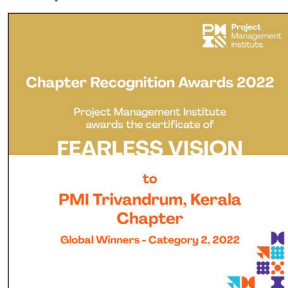 Project
Management
Institute.
Chapter Recognition Awards 2022
Project Management Institute
awards the certificate of
FEARLESS VISION
to
PMI Trivandrum, Kerala
Chapter
Global Winners - Category 2, 2022